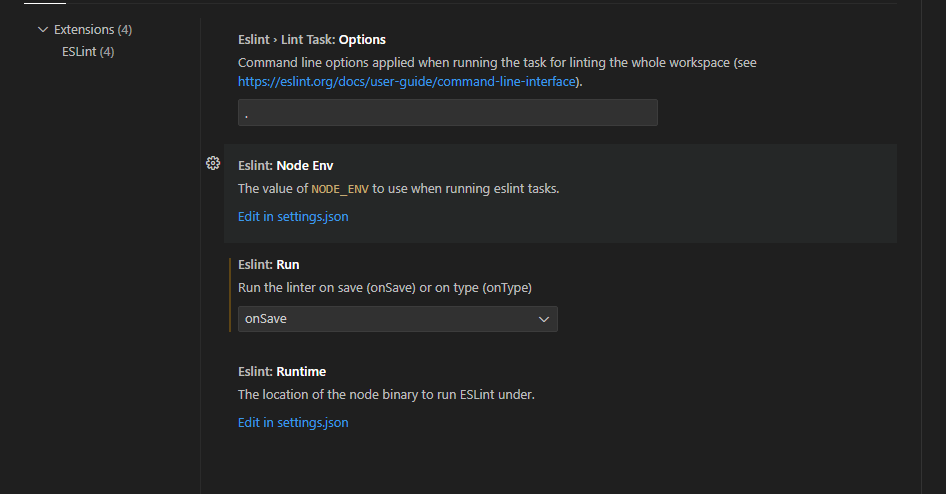 Extensions (4)
ESLint (4)
Eslint › Lint Task: Options
Command line options applied when running the task for linting the whole workspace (see
https://eslint.org/docs/user-guide/command-line-interface).
.
Eslint: Node Env
The value of NODE_ENV to use when running eslint tasks.
Edit in settings.json
Eslint: Run
Run the linter on save (onSave) or on type (onType)
onSave
Eslint: Runtime
The location of the node binary to run ESLint under.
Edit in settings.json